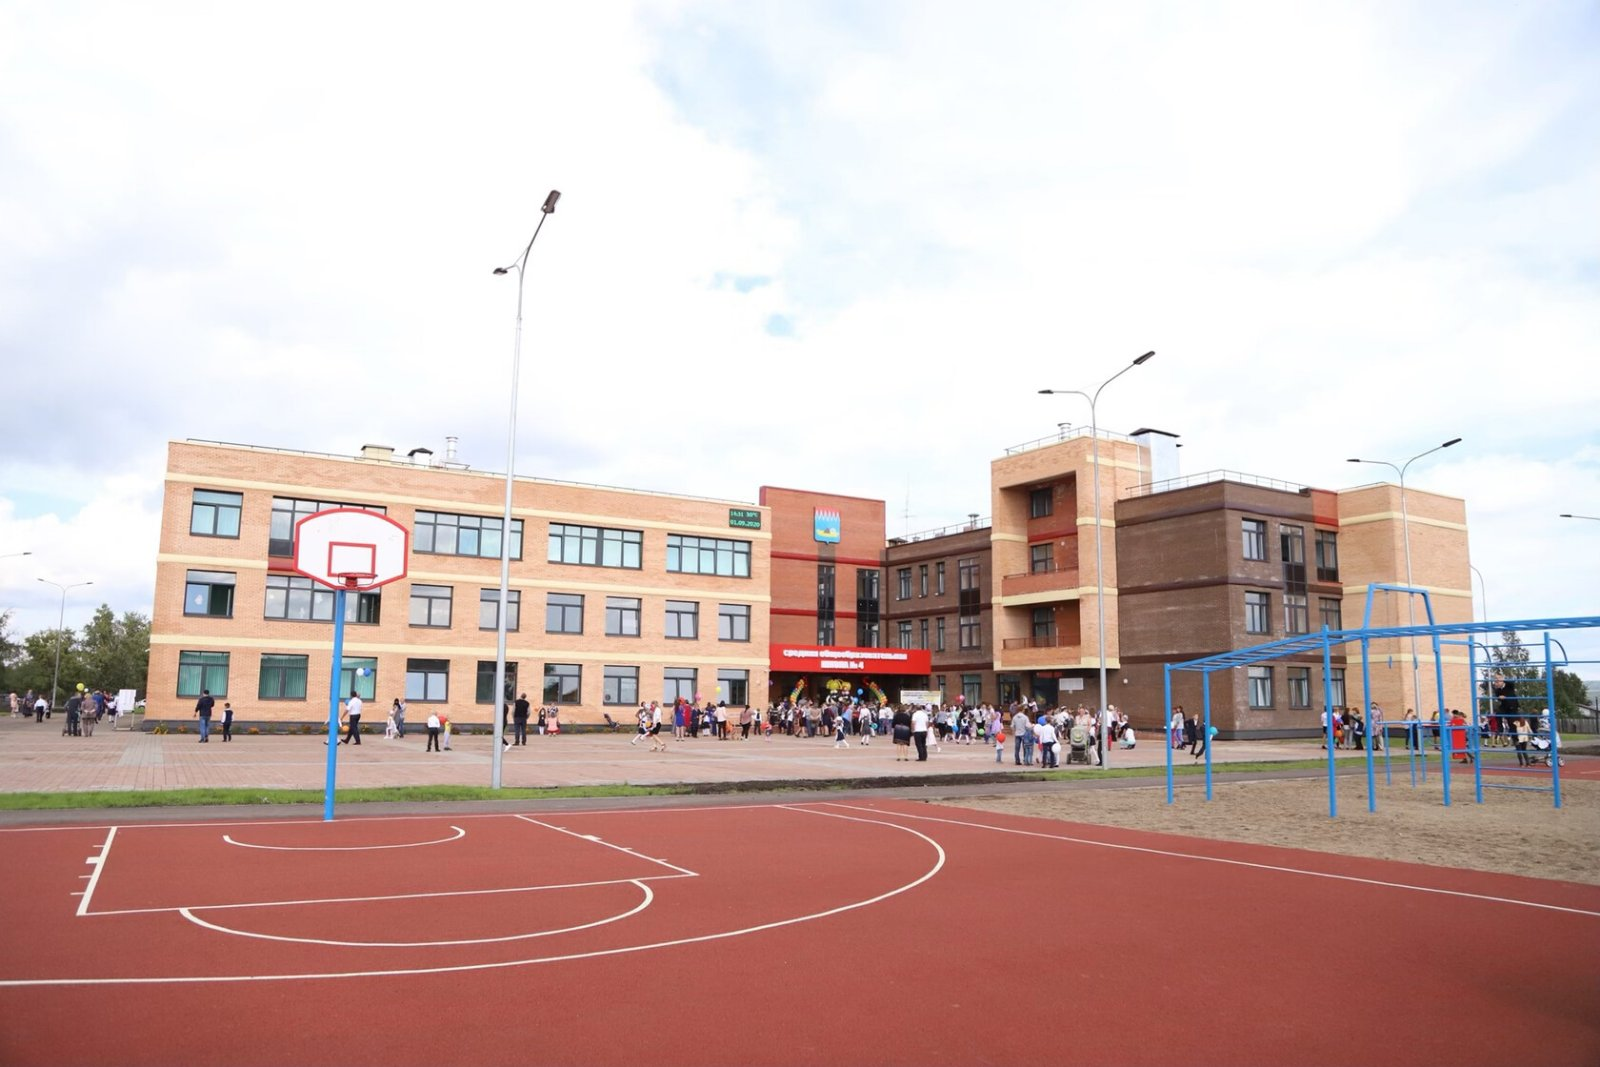 14:31 30°C
01.09.2020
средняя общеобразовательная
ШКОЛА № 4